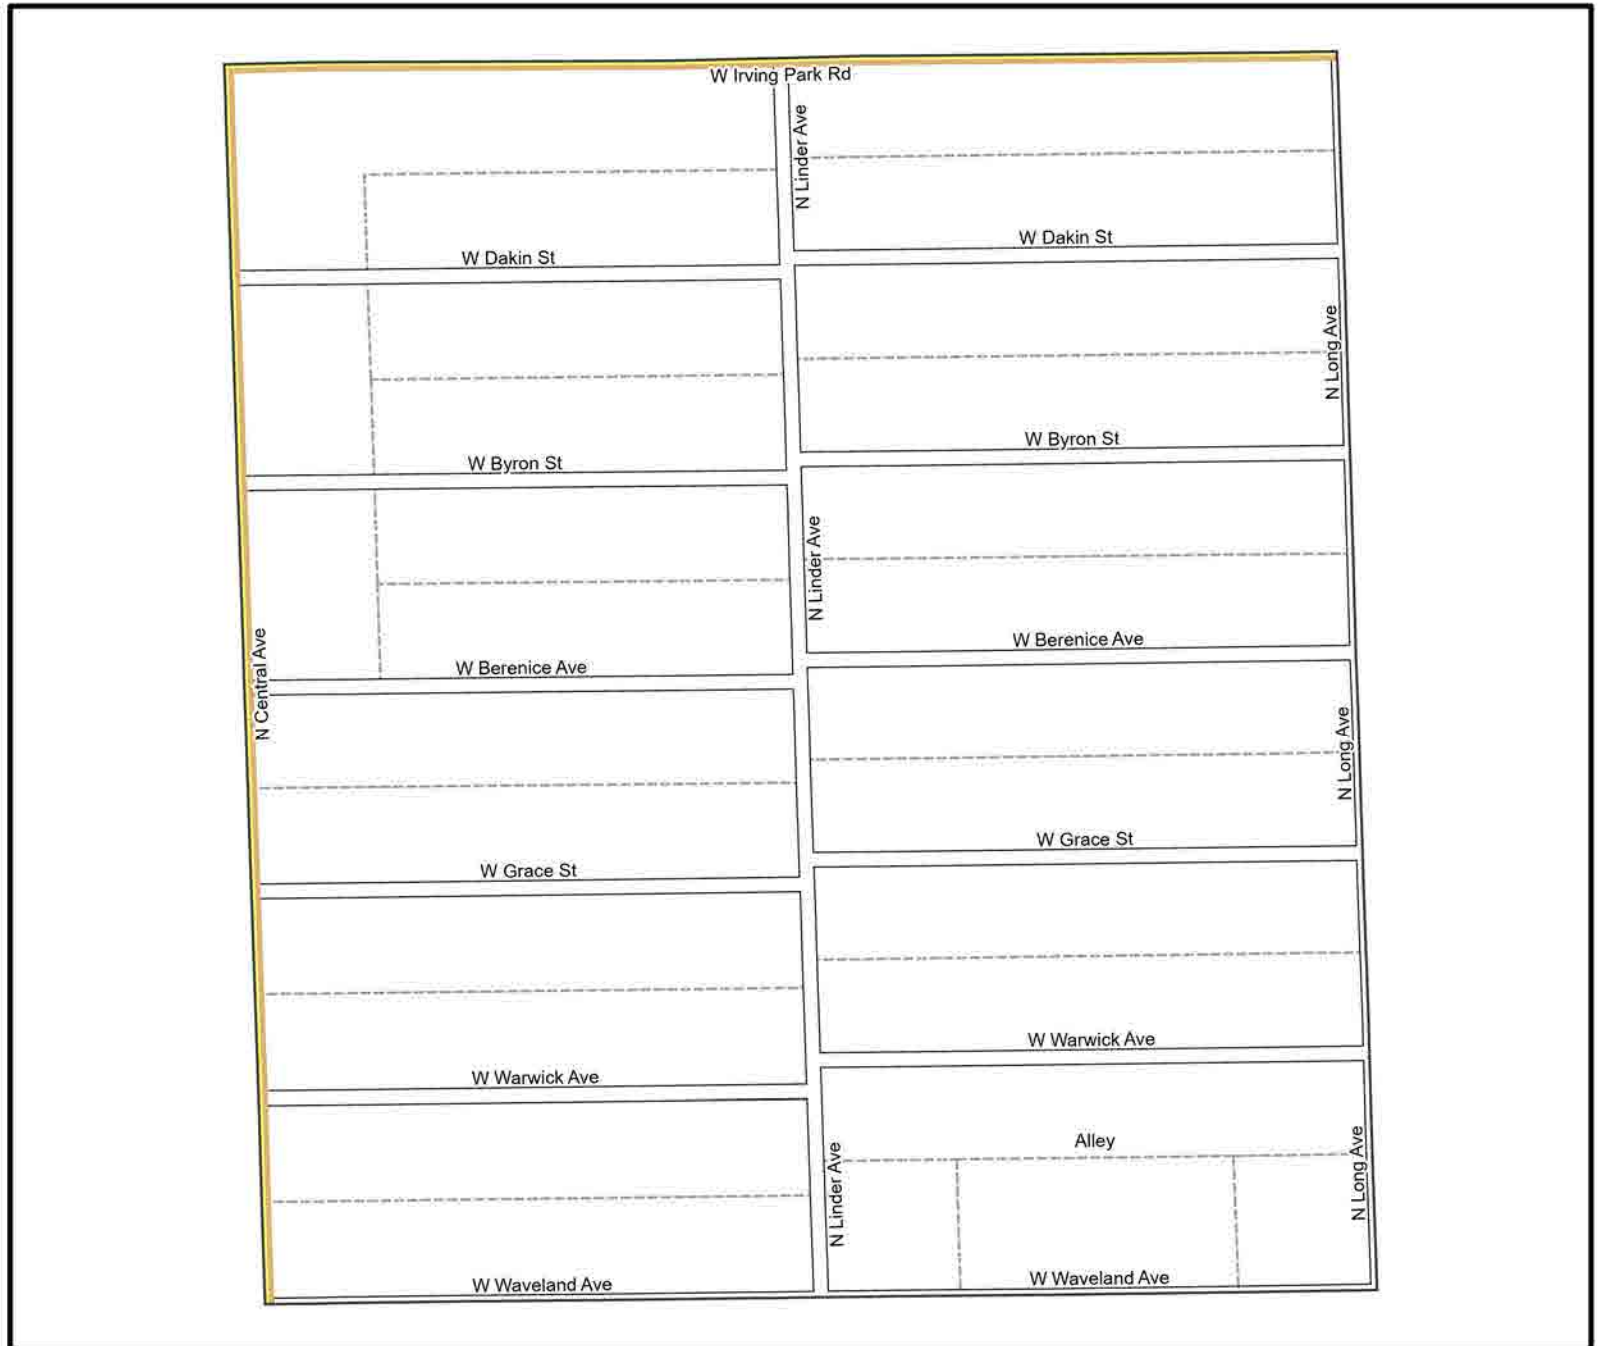 W Irving Park Rd
N Linder Ave
W Dakin St
W Dakin St
N Long Ave
W Byron St
W Byron St
N Linder Ave
W Berenice Ave
W Berenice Ave
N Central Ave
N Long Ave
W Grace St
W Grace St
W Warwick Ave
W Warwick Ave
Alley
N Linder Ave
N Long Ave
W Waveland Ave
W Waveland Ave